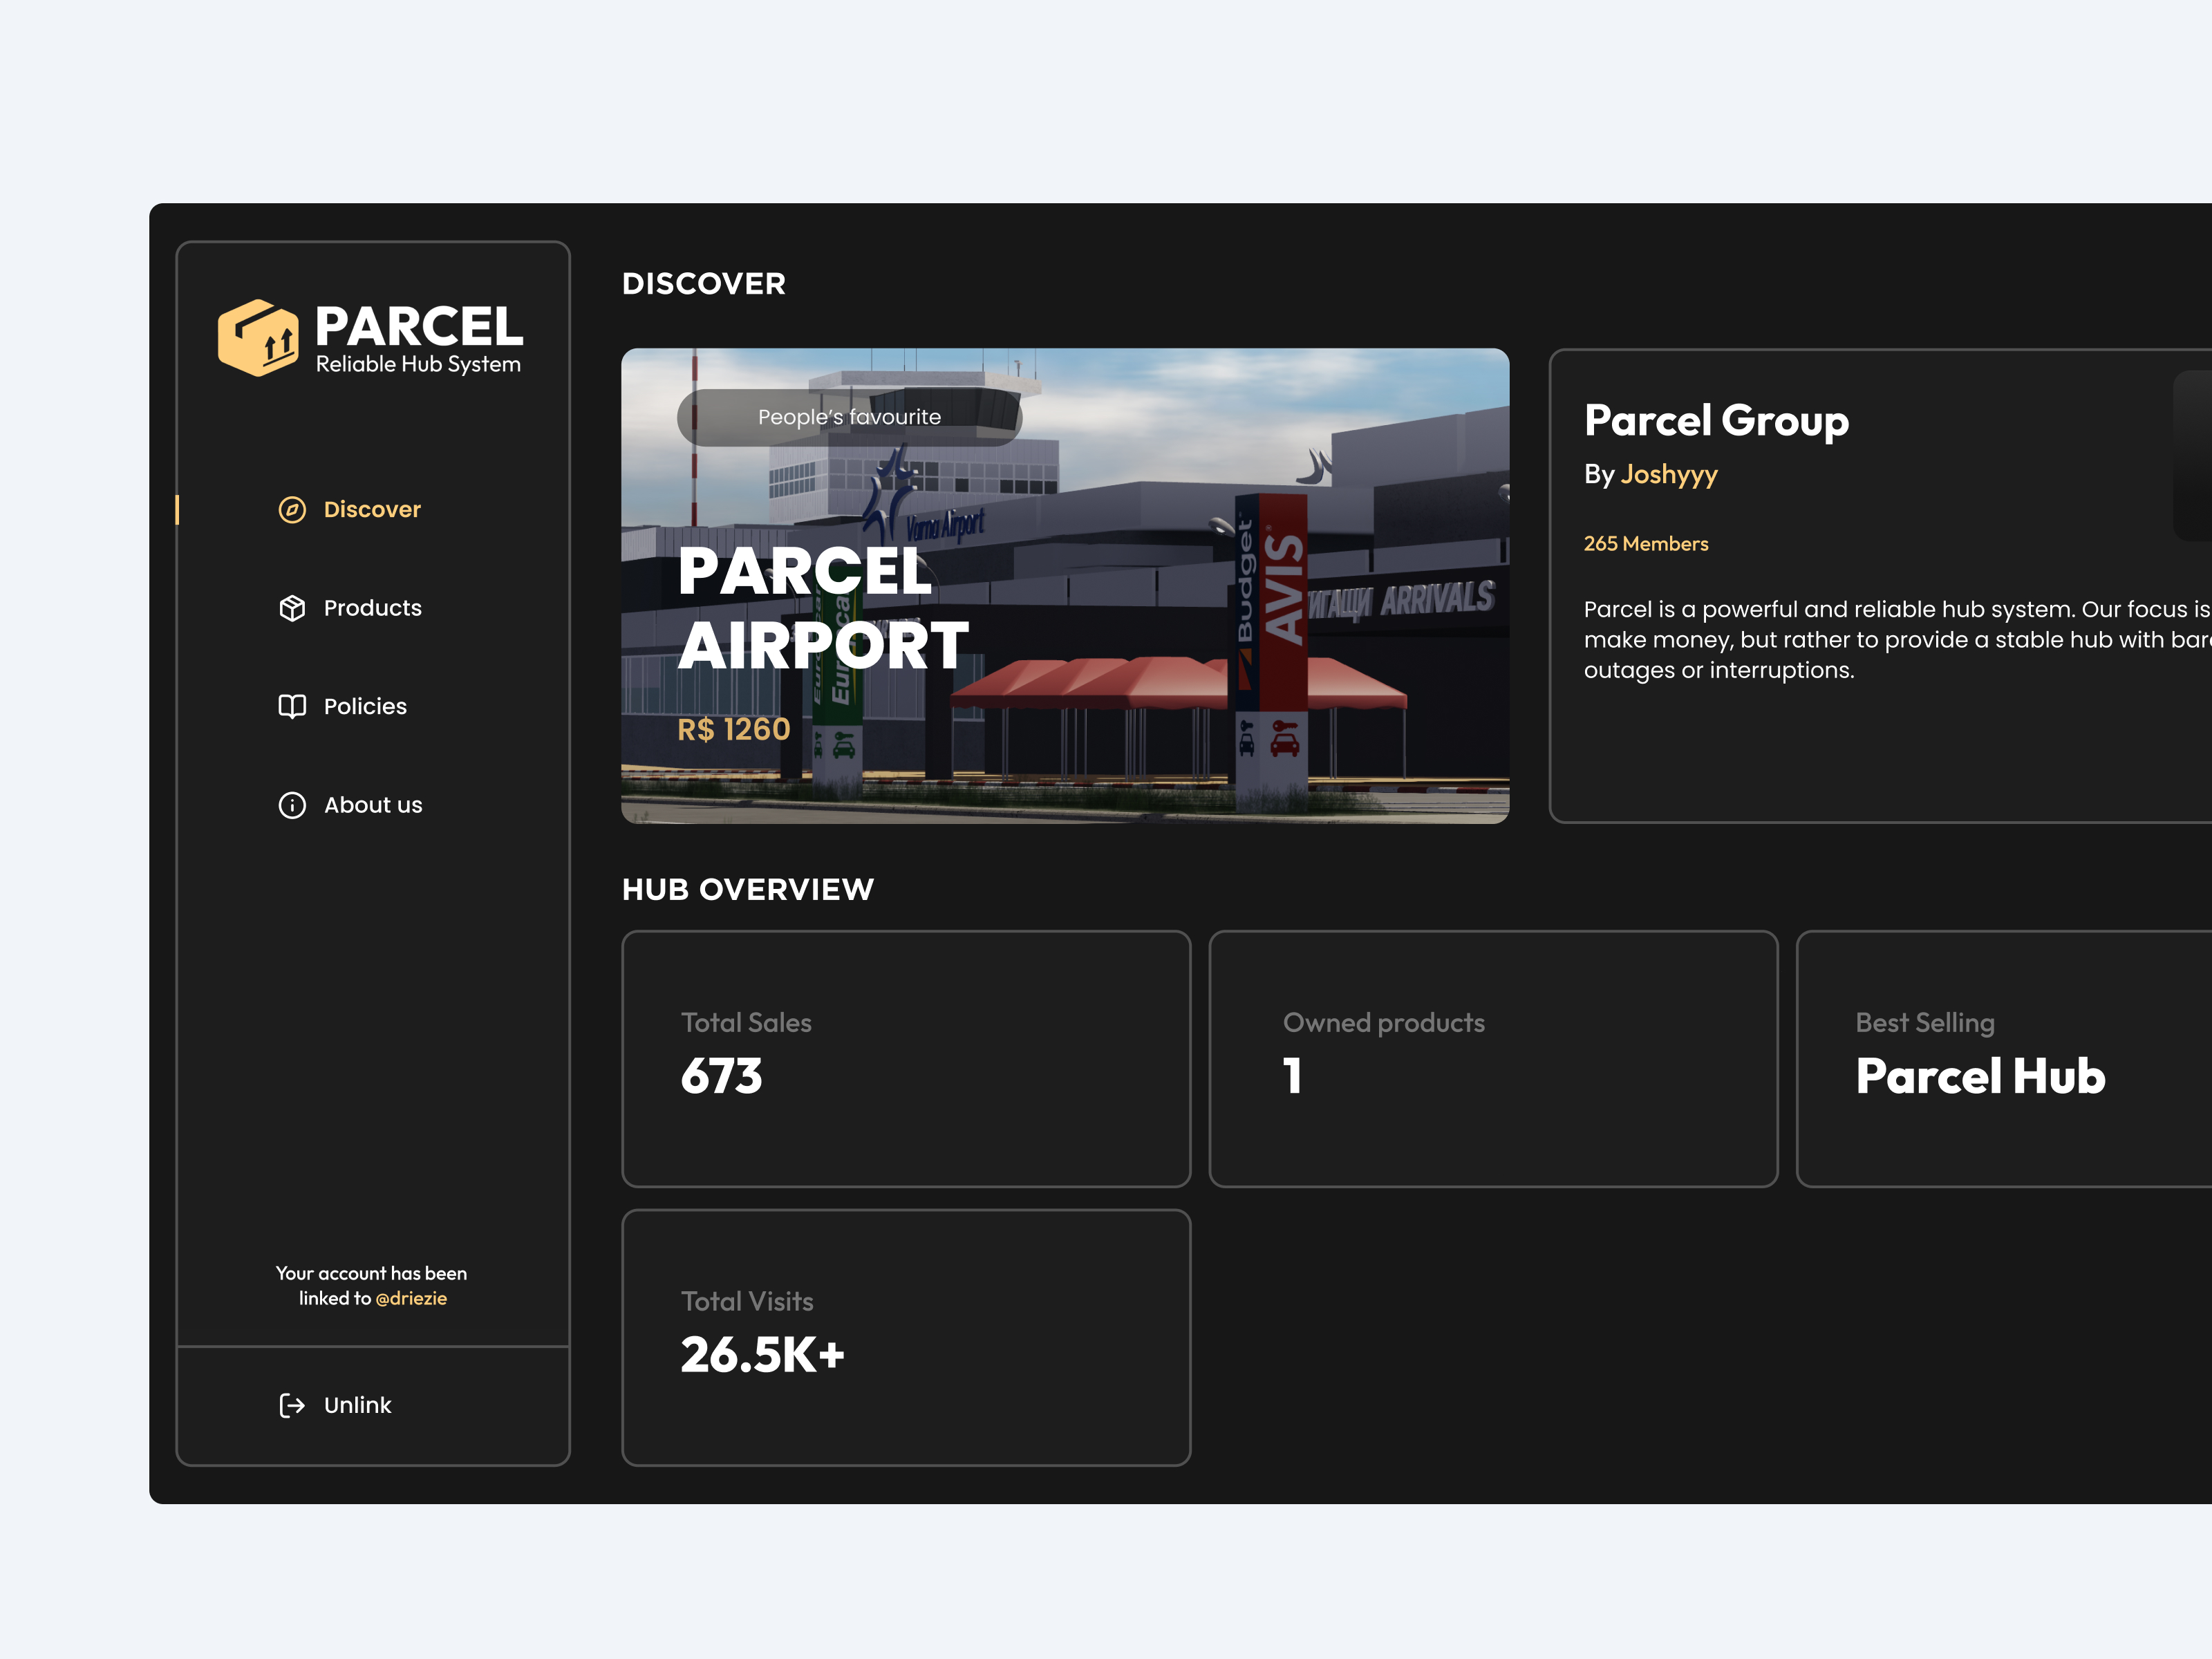 PARCEL
Reliable Hub System
Discover
Products
Policies
About us
Your account has been
linked to @driezie
Unlink
DISCOVER
People's favourite
Varna Airport
PARCEL
AIRPORT
R$ 1260
Europcar
Budget
AVIS
ARRIVALS
Parcel Group
By Joshyyy
265 Members
Parcel is a powerful and reliable hub system. Our focus is
make money, but rather to provide a stable hub with
outages or interruptions.
HUB OVERVIEW
Total Sales
673
Owned products
1
Best Selling
Parcel Hub
Total Visits
26.5K+